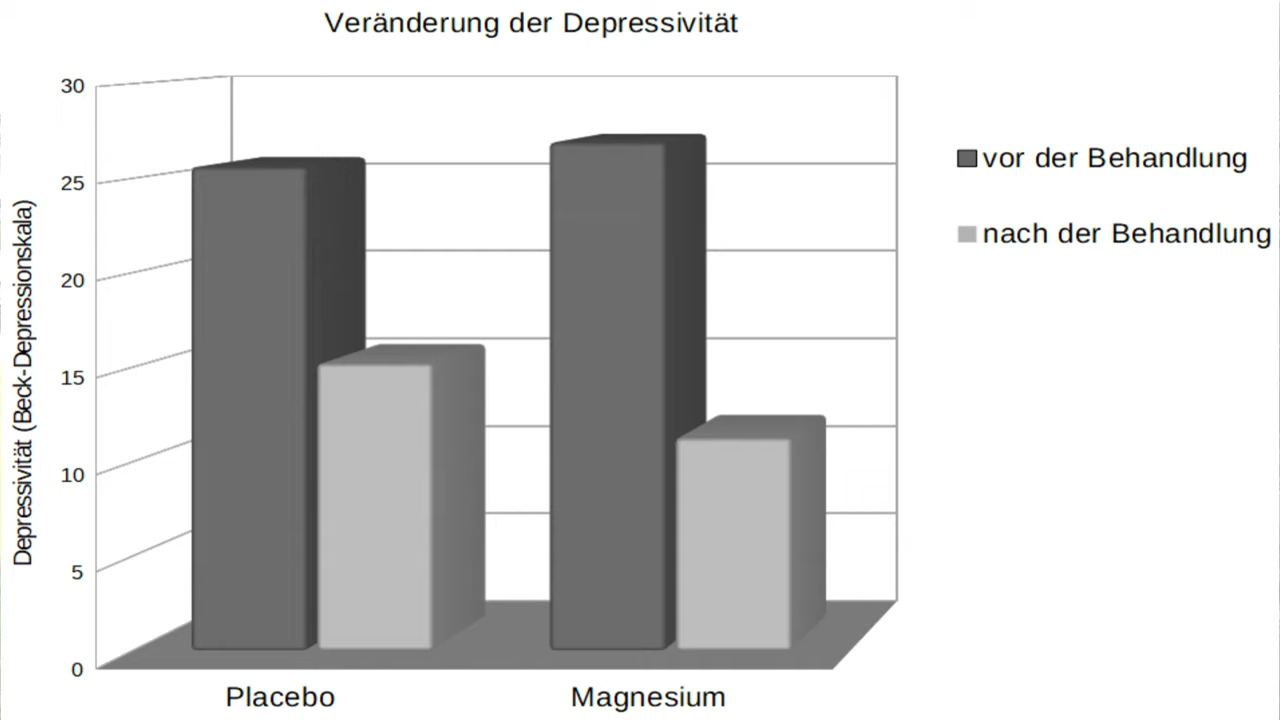 Veränderung der Depressivität
Depressivität (Beck-Depressionskala)
30
25
20
15
10
5
0
Placebo
Magnesium
vor der Behandlung
nach der Behandlung